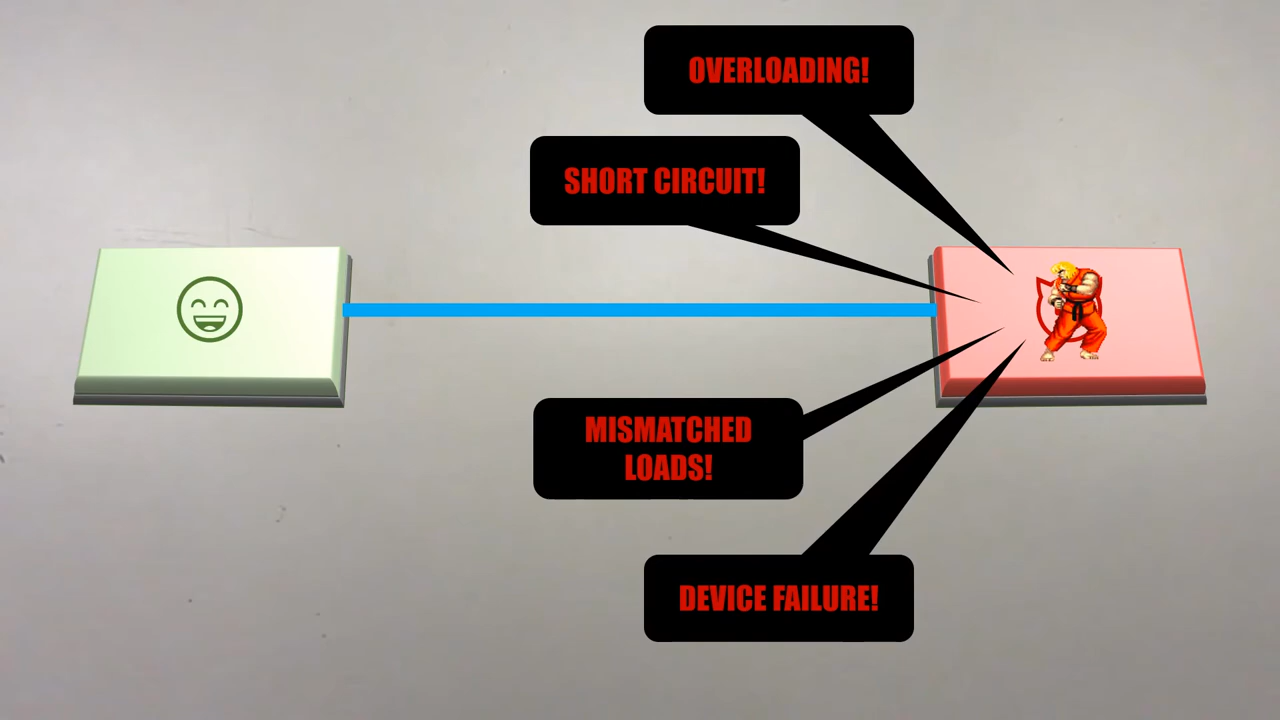 OVERLOADING!
SHORT CIRCUIT!
MISMATCHED
LOADS!
DEVICE FAILURE!